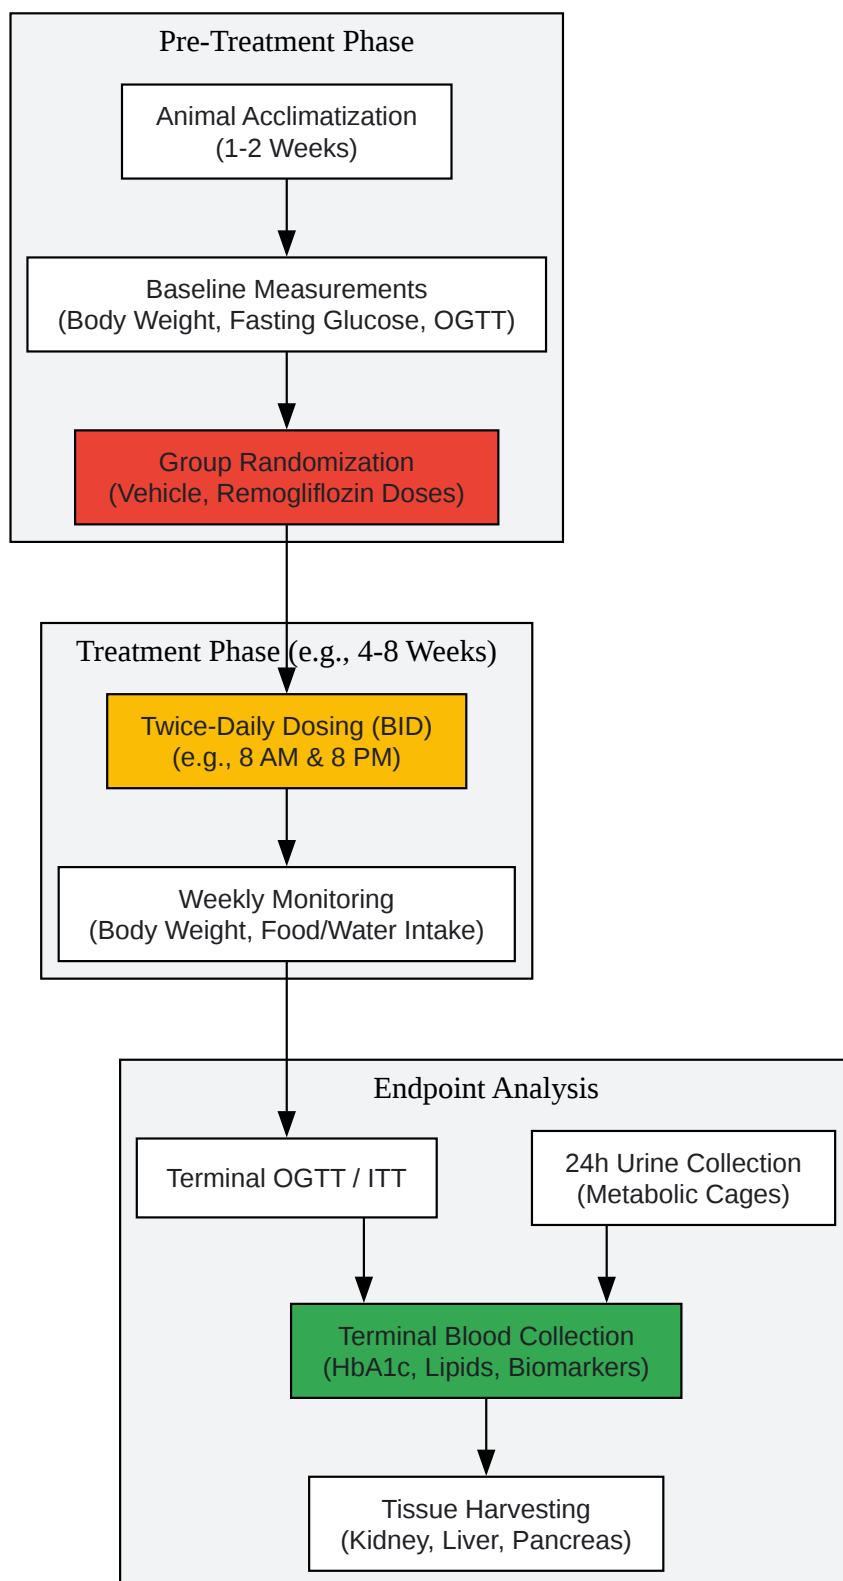 Pre-Treatment Phase
Animal Acclimatization
(1-2 Weeks)
Baseline Measurements
(Body Weight, Fasting Glucose, OGTT)
Group Randomization
(Vehicle, Remogliflozin Doses)
Treatment Phase (e.g., 4-8 Weeks)
Twice-Daily Dosing (BID)
(e.g., 8 AM & 8 PM)
Weekly Monitoring
(Body Weight, Food/Water Intake)
Endpoint Analysis
Terminal OGTT / ITT
24h Urine Collection
(Metabolic Cages)
Terminal Blood Collection
(HbA1c, Lipids, Biomarkers)
Tissue Harvesting
(Kidney, Liver, Pancreas)